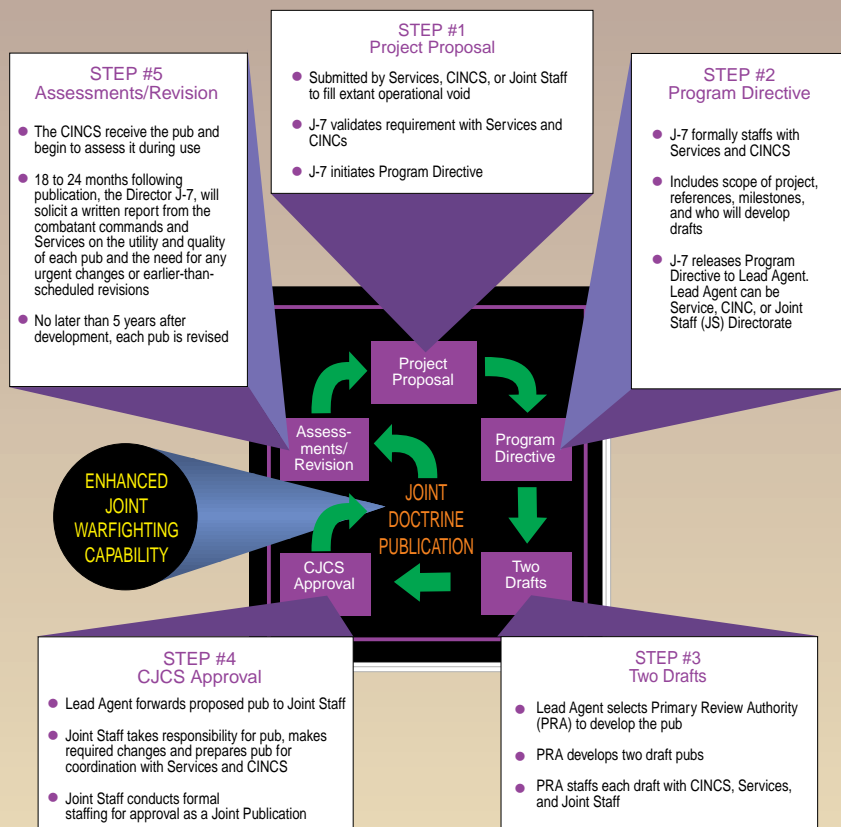 STEP #1
Project Proposal
● Submitted by Services, CINCS, or Joint Staff
to fill extant operational void
● J-7 validates requirement with Services and
CINCs
● J-7 initiates Program Directive
STEP #2
Program Directive
● J-7 formally staffs with
Services and CINCS
● Includes scope of project,
references, milestones,
and who will develop
drafts
● J-7 releases Program
Directive to Lead Agent.
Lead Agent can be
Service, CINC, or Joint
Staff (JS) Directorate
STEP #3
Two Drafts
● Lead Agent selects Primary Review Authority
(PRA) to develop the pub
● PRA develops two draft pubs
● PRA staffs each draft with CINCS, Services,
and Joint Staff
STEP #4
CJCS Approval
● Lead Agent forwards proposed pub to Joint Staff
● Joint Staff takes responsibility for pub, makes
required changes and prepares pub for
coordination with Services and CINCS
● Joint Staff conducts formal
staffing for approval as a Joint Publication
STEP #5
Assessments/Revision
● The CINCS receive the pub and
begin to assess it during use
● 18 to 24 months following
publication, the Director J-7, will
solicit a written report from the
combatant commands and
Services on the utility and quality
of each pub and the need for any
urgent changes or earlier-than-
scheduled revisions
● No later than 5 years after
development, each pub is revised
Project
Proposal
Program
Directive
Two
Drafts
CJCS
Approval
Assess-
ments/
Revision
JOINT
DOCTRINE
PUBLICATION
ENHANCED
JOINT
WARFIGHTING
CAPABILITY